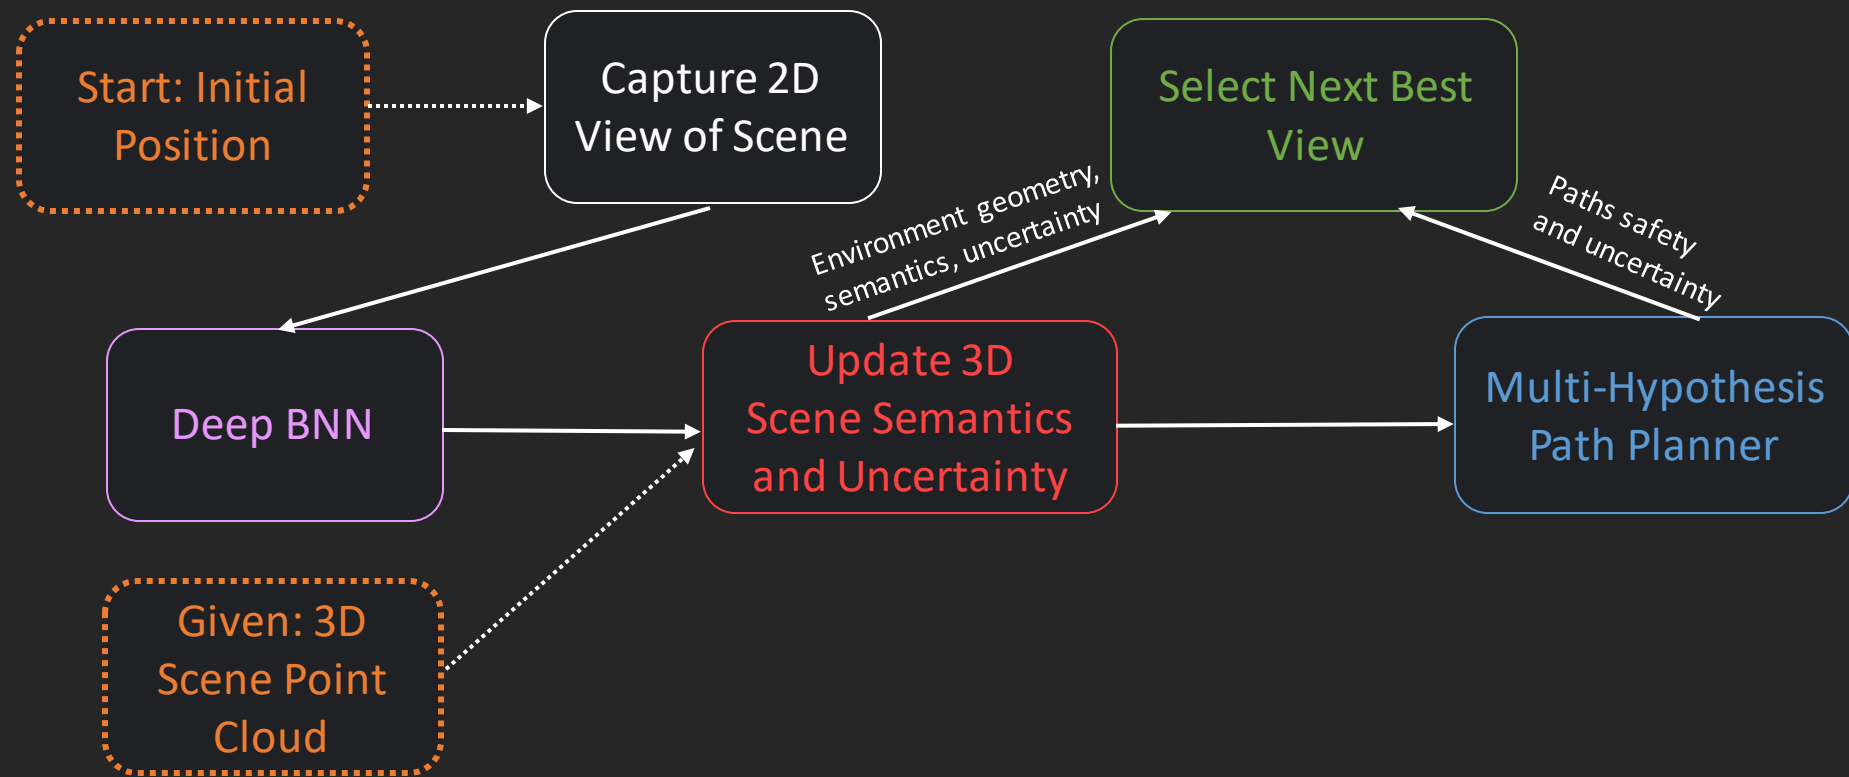 Start: Initial
Position
Capture 2D
View of Scene
Select Next Best
View
Environment geometry,
semantics, uncertainty
Paths safety
and uncertainty
Deep BNN
Update 3D
Scene Semantics
and Uncertainty
Multi-Hypothesis
Path Planner
Given: 3D
Scene Point
Cloud